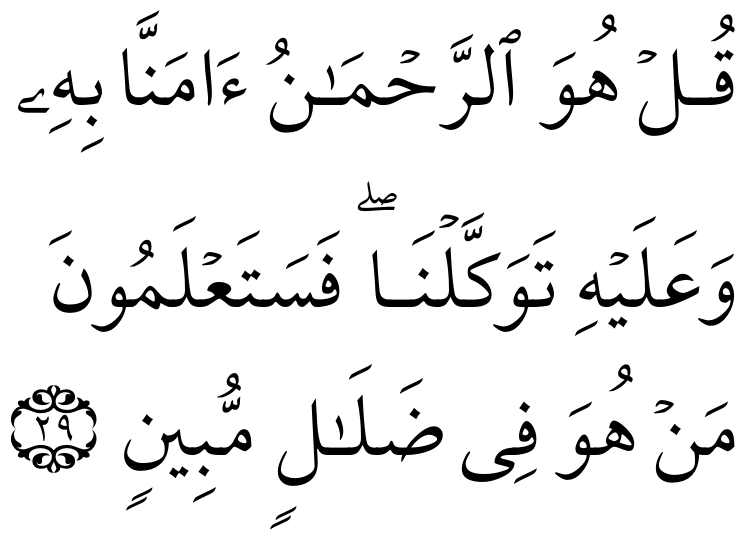 قُلۡ هُوَ ٱلرَّحۡمَـٰنُ ءَامَنَّا بِهِۦ
وَعَلَيۡهِ تَوَكَّلۡنَاۖ فَسَتَعۡلَمُونَ
مَنۡ هُوَ فِى ضَلَـٰلٍ مُّبِينٍ ٢٩